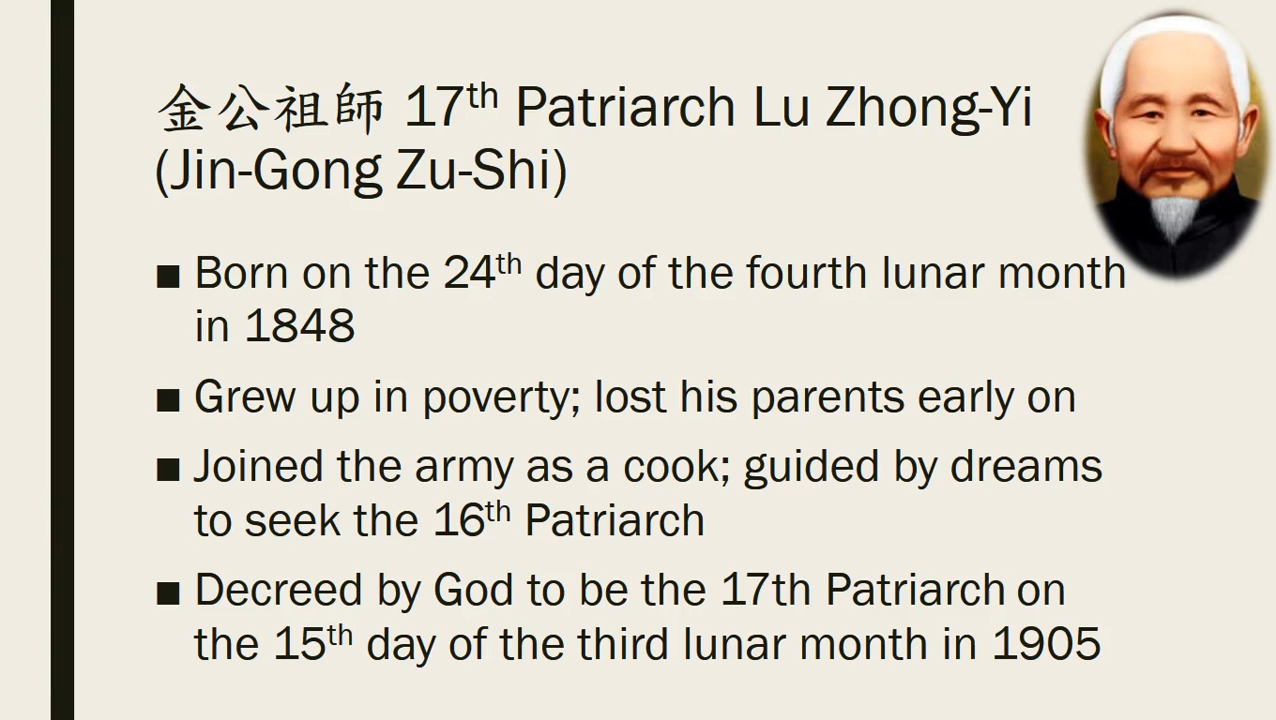 金公祖師 17th Patriarch Lu Zhong-Yi
(Jin-Gong Zu-Shi)
■ Born on the 24th day of the fourth lunar month
in 1848
■ Grew up in poverty; lost his parents early on
■ Joined the army as a cook; guided by dreams
to seek the 16th Patriarch
■ Decreed by God to be the 17th Patriarch on
the 15th day of the third lunar month in 1905